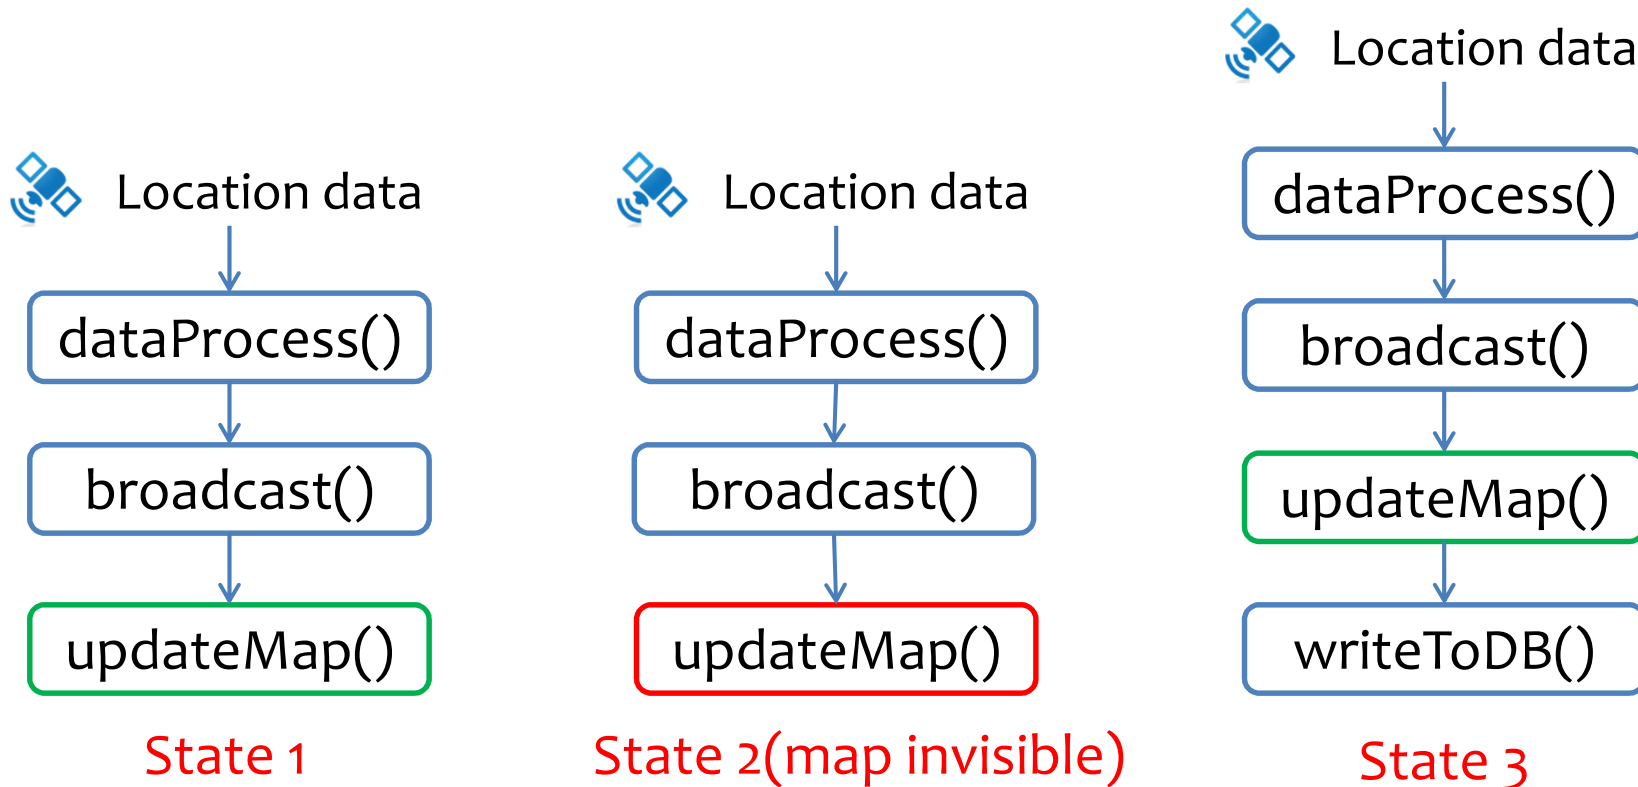 Location data
dataProcess()
broadcast()
updateMap()
State 1
Location data
dataProcess()
broadcast()
updateMap()
State 2(map invisible)
Location data
dataProcess()
broadcast()
updateMap()
writeToDB()
State 3